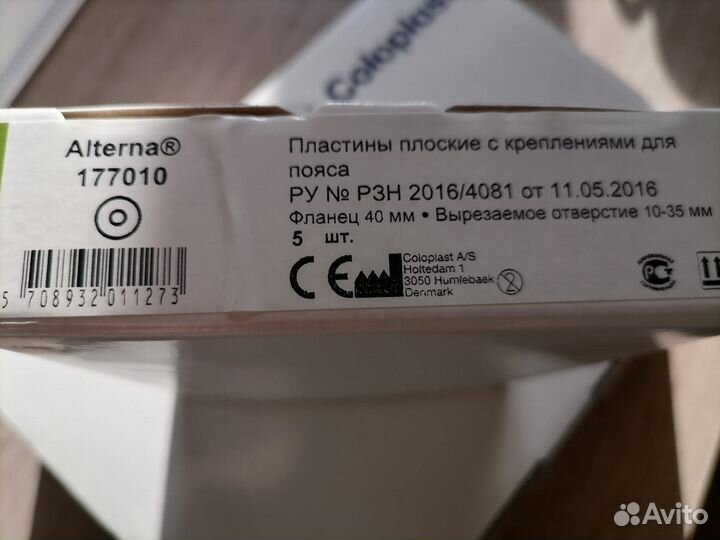 Coloplast
Alterna®
177010
5 708932 011273
Пластины плоские с креплениями для
пояса
РУ № РЗН 2016/4081 от 11.05.2016
Фланец 40 мм • Вырезаемое отверстие 10-35 мм
5 шт.
CE
Coloplast A/S
Holtedam 1
3050 Humlebaek
Denmark
2
Avito